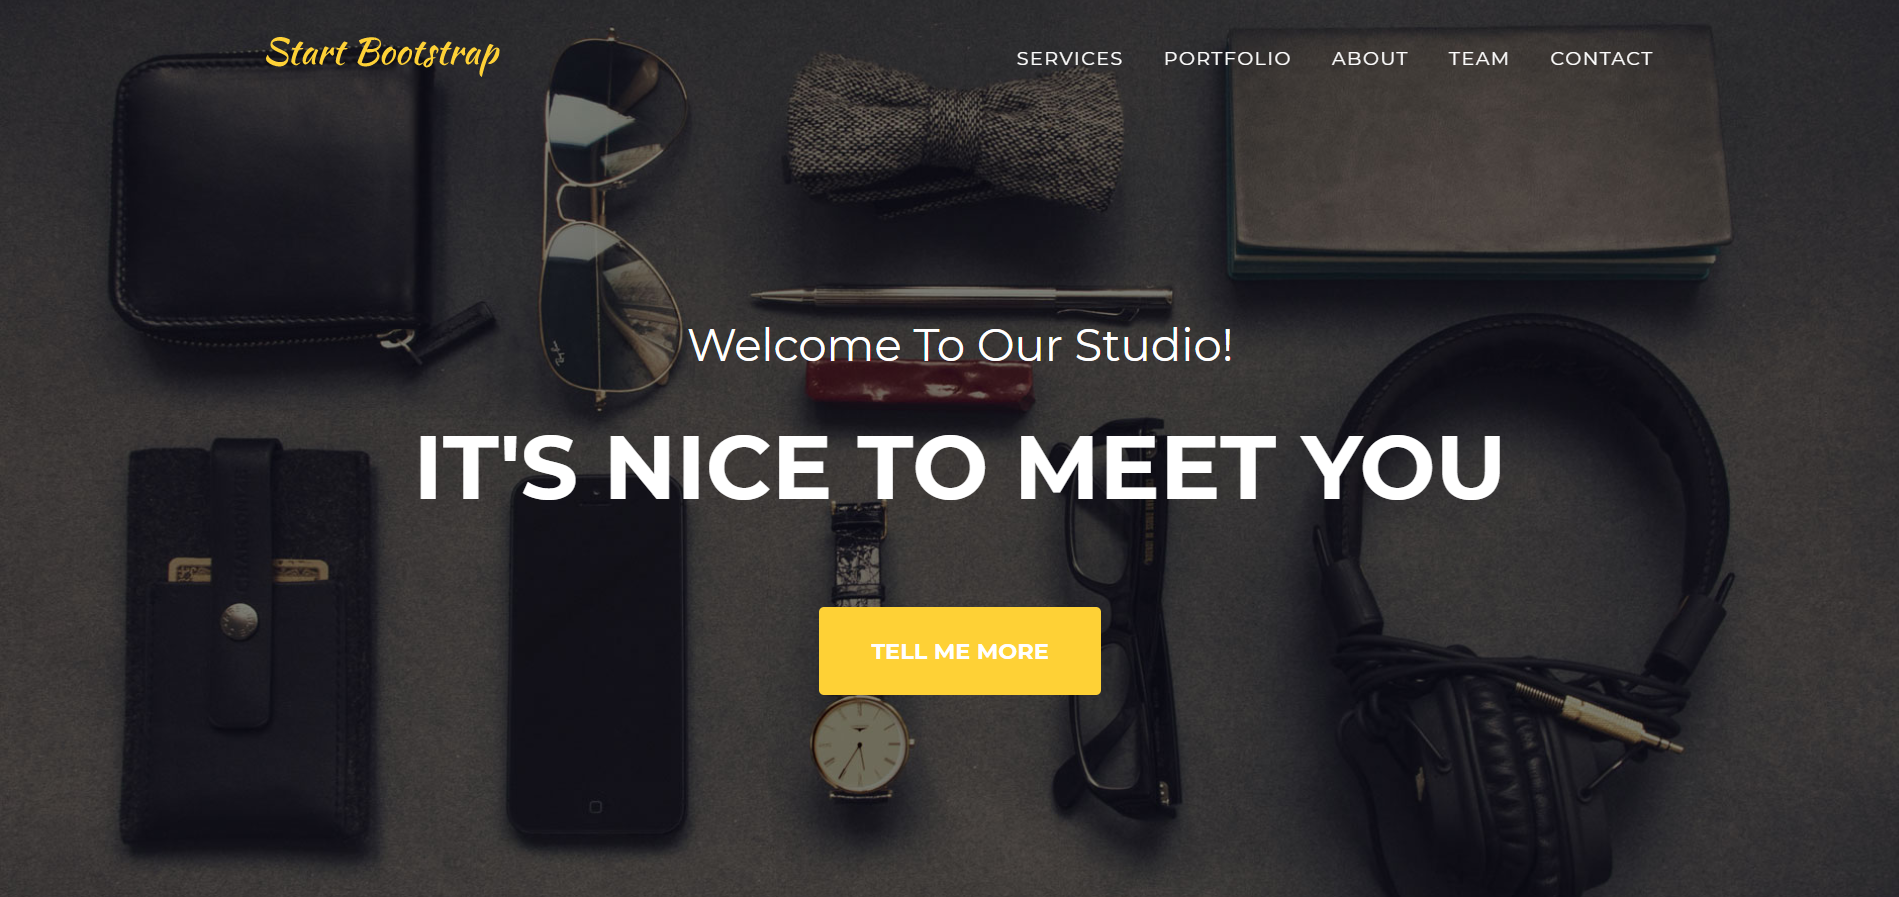 Start Bootstrap
SERVICES PORTFOLIO ABOUT TEAM CONTACT
Welcome To Our Studio!
IT'S NICE TO MEET YOU
TELL ME MORE